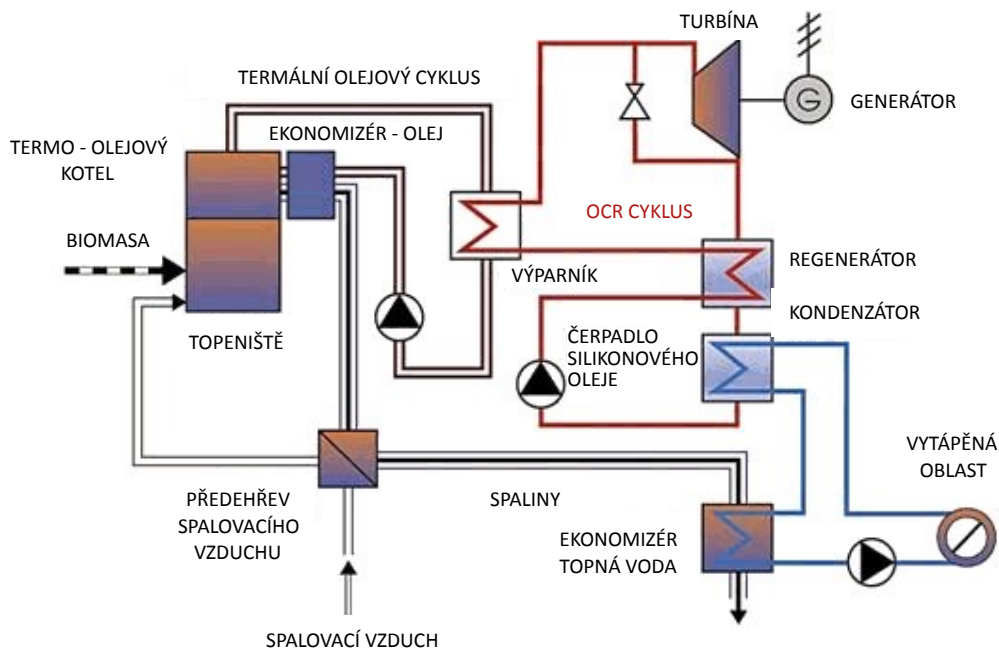 TURBÍNA
TERMÁLNÍ OLEJOVÝ CYKLUS
G
GENERÁTOR
EKONOMIZÉR - OLEJ
TERMO - OLEJOVÝ
KOTEL
OCR CYKLUS
BIOMASA
VÝPARNÍK
REGENERÁTOR
KONDENZÁTOR
TOPENIŠTĚ
ČERPADLO
SILIKONOVÉHO
OLEJE
VYTÁPĚNÁ
OBLAST
PŘEDEHŘEV
SPALOVACÍHO
VZDUCHU
SPALINY
EKONOMIZÉR
TOPNÁ VODA
SPALOVACÍ VZDUCH